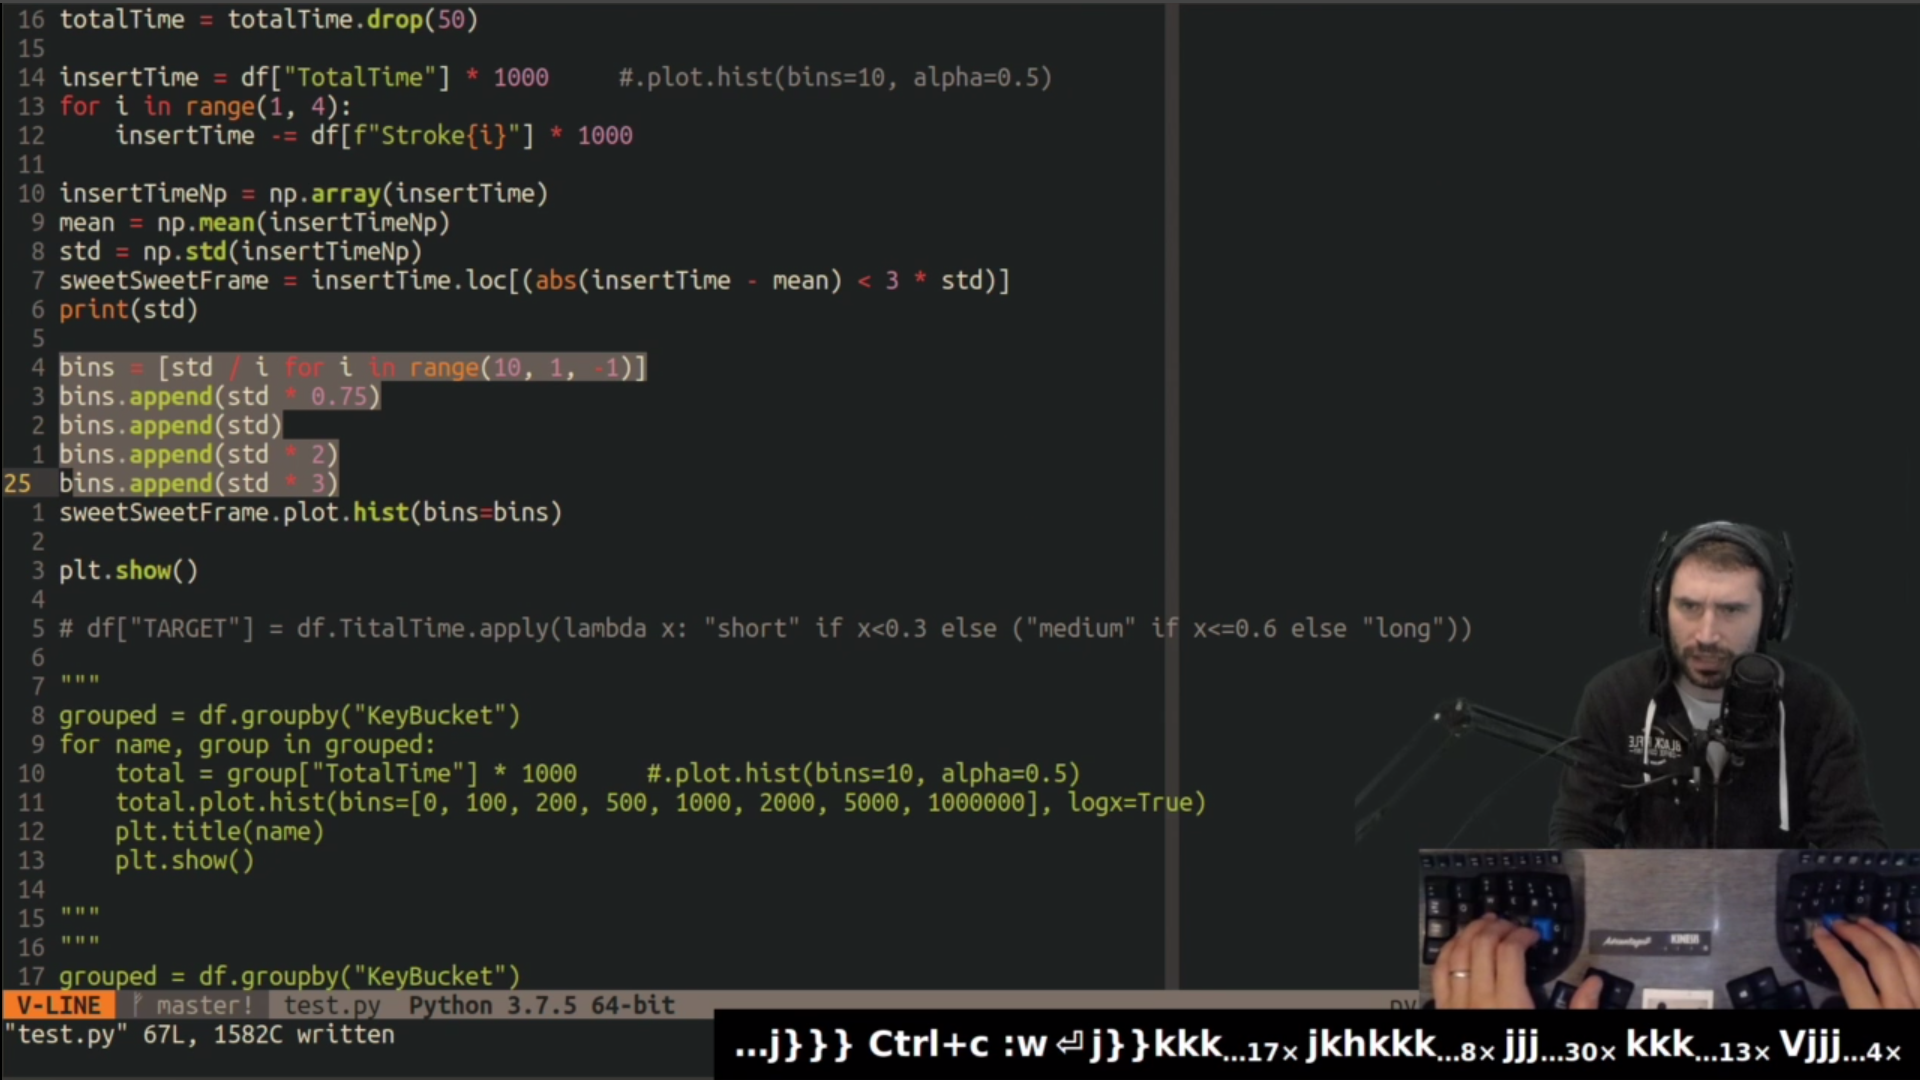 16 totalTime = totalTime.drop(50)
15
14 insertTime = df["TotalTime"] * 1000     #.plot.hist(bins=10, alpha=0.5)
13 for i in range(1, 4):
12     insertTime -= df[f"Stroke{i}"] * 1000
11
10 insertTimeNp = np.array(insertTime)
9 mean = np.mean(insertTimeNp)
8 std = np.std(insertTimeNp)
7 sweetSweetFrame = insertTime.loc[(abs(insertTime - mean) < 3 * std)]
6 print(std)
5
4 bins = [std / i for i in range(10, 1, -1)]
3 bins.append(std * 0.75)
2 bins.append(std)
1 bins.append(std * 2)
25 bins.append(std * 3)
1 sweetSweetFrame.plot.hist(bins=bins)
2
3 plt.show()
4
5 # df["TARGET"] = df.TitalTime.apply(lambda x: "short" if x<0.3 else ("medium" if x<=0.6 else "long"))
6
7 """
8 grouped = df.groupby("KeyBucket")
9 for name, group in grouped:
10     total = group["TotalTime"] * 1000     #.plot.hist(bins=10, alpha=0.5)
11     total.plot.hist(bins=[0, 100, 200, 500, 1000, 2000, 5000, 1000000], logx=True)
12     plt.title(name)
13     plt.show()
14
15 """
16 """
17 grouped = df.groupby("KeyBucket")
V-LINE master! test.py Python 3.7.5 64-bit py
"test.py" 67L, 1582C written
...j}}} Ctrl+c :w⏎j}}kkk...17× jkhkkk...8× jjj...30× kkk...13× Vjjj...4×